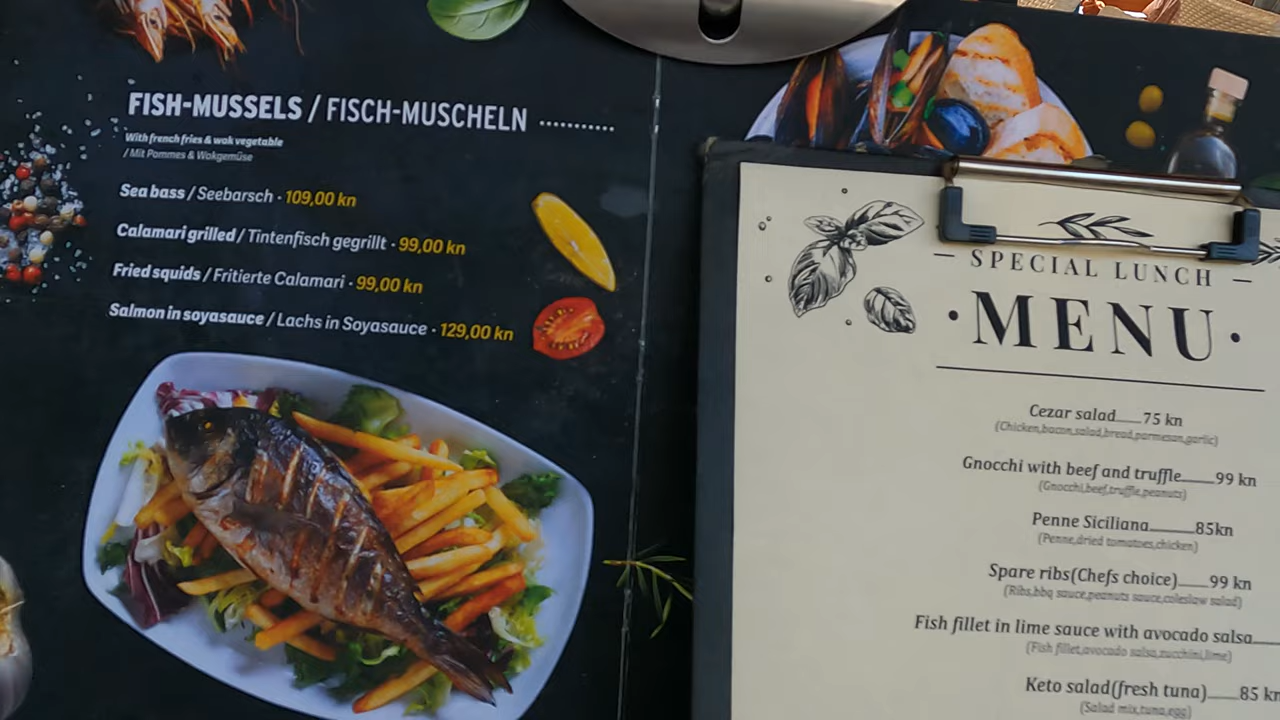 FISH-MUSSELS / FISCH-MUSCHELN ............
With french fries & wok vegetable
/ Mit Pommes & Wokgemüse
Sea bass / Seebarsch · 109,00 kn
Calamari grilled / Tintenfisch gegrillt · 99,00 kn
Fried squids / Fritierte Calamari · 99,00 kn
Salmon in soyasauce / Lachs in Soyasauce · 129,00 kn
— SPECIAL LUNCH —
·MENU·
Cezar salad......75 kn
(Chicken,bacon,salad,bread,parmesan,garlic)
Gnocchi with beef and truffle........99 kn
(Gnocchi,beef,truffle,peanuts)
Penne Siciliana..........85kn
(Penne,dried tomatoes,chicken)
Spare ribs(Chefs choice).......99 kn
(Ribs,bbq sauce,peanuts sauce,coleslaw salad)
Fish fillet in lime sauce with avocado salsa......
(Fish fillet,avocado salsa,zucchini,lime)
Keto salad(fresh tuna).......85 kn
(Salad mix,tuna,egg)